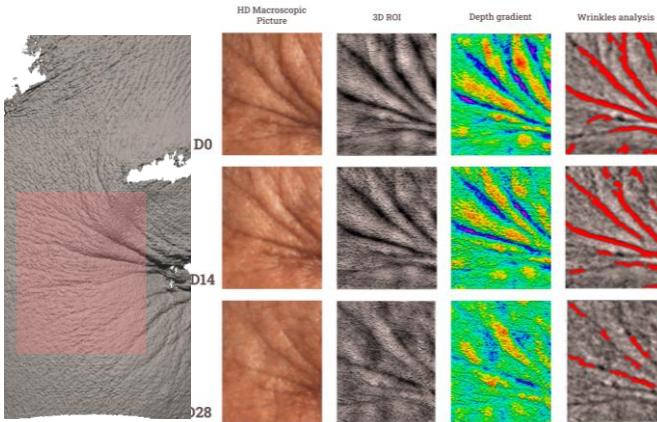 HD Macroscopic
Picture
3D ROI
Depth gradient
Wrinkles analysis
D0
D14
D28